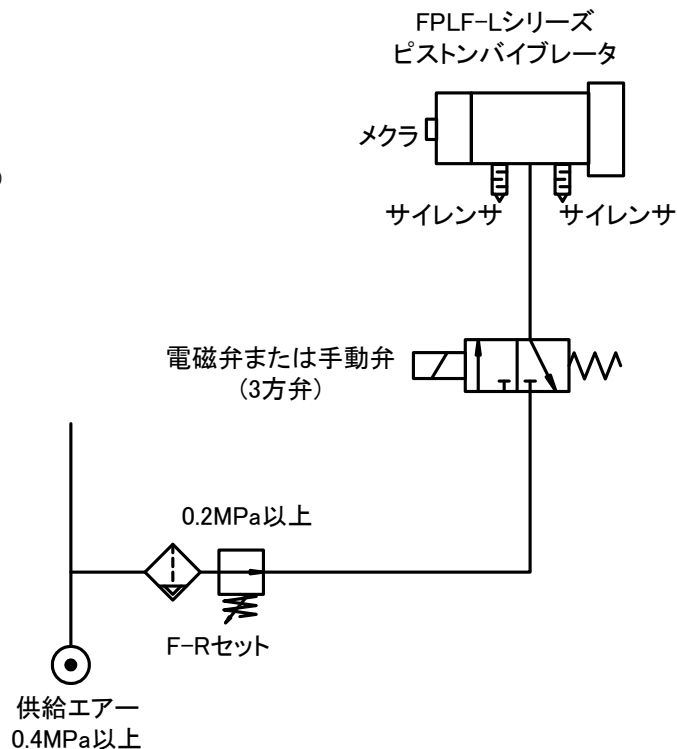 FPLF-Lシリーズ
ピストンバイブレータ
メクラ
サイレンサ
サイレンサ
電磁弁または手動弁
(3方弁)
0.2MPa以上
F-Rセット
供給エアー
0.4MPa以上